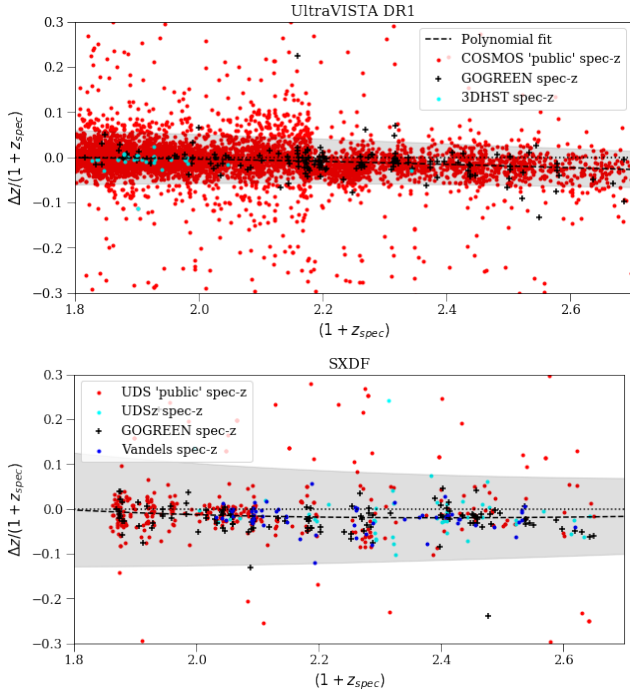 UltraVISTA DR1
0.3
0.2
0.1
0.0
−0.1
−0.2
−0.3
Δz/(1 + z_spec)
Polynomial fit
COSMOS 'public' spec-z
GOGREEN spec-z
3DHST spec-z
1.8 2.0 2.2 2.4 2.6
(1 + z_spec)
SXDF
0.3
0.2
0.1
0.0
−0.1
−0.2
−0.3
Δz/(1 + z_spec)
UDS 'public' spec-z
UDSz spec-z
GOGREEN spec-z
Vandels spec-z
1.8 2.0 2.2 2.4 2.6
(1 + z_spec)